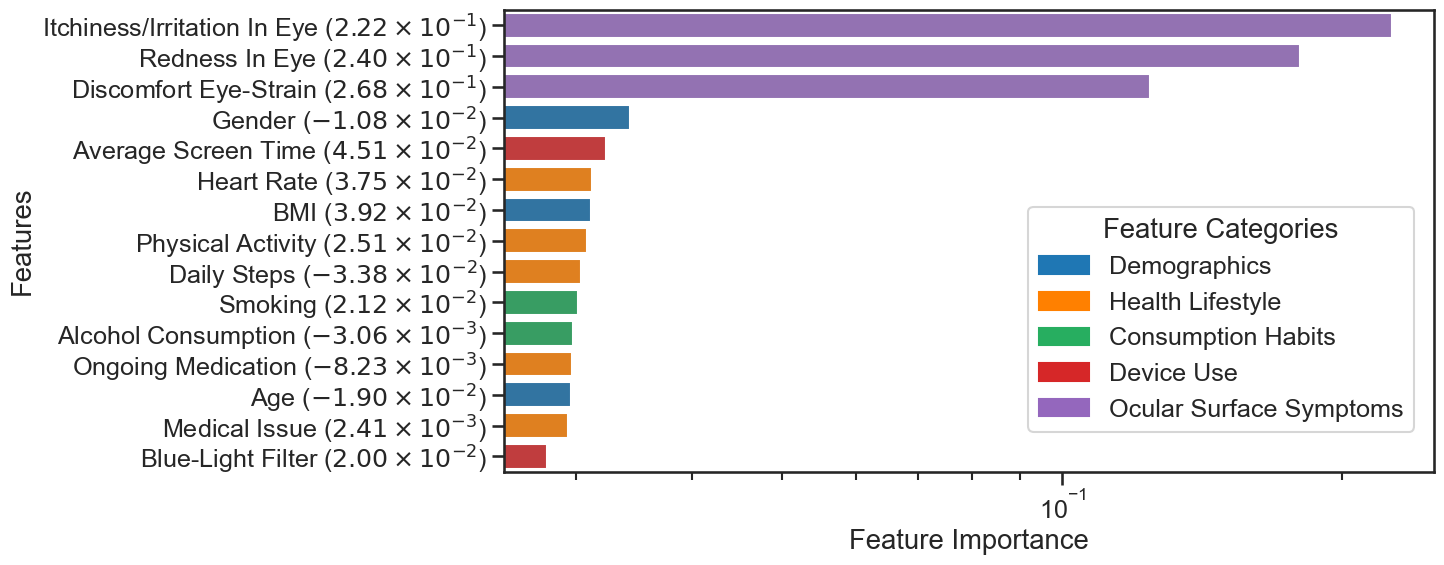 Features
Itchiness/Irritation In Eye (2.22 × 10⁻¹)
Redness In Eye (2.40 × 10⁻¹)
Discomfort Eye-Strain (2.68 × 10⁻¹)
Gender (−1.08 × 10⁻²)
Average Screen Time (4.51 × 10⁻²)
Heart Rate (3.75 × 10⁻²)
BMI (3.92 × 10⁻²)
Physical Activity (2.51 × 10⁻²)
Daily Steps (−3.38 × 10⁻²)
Smoking (2.12 × 10⁻²)
Alcohol Consumption (−3.06 × 10⁻³)
Ongoing Medication (−8.23 × 10⁻³)
Age (−1.90 × 10⁻²)
Medical Issue (2.41 × 10⁻³)
Blue-Light Filter (2.00 × 10⁻²)
Feature Categories
Demographics
Health Lifestyle
Consumption Habits
Device Use
Ocular Surface Symptoms
10⁻¹
Feature Importance